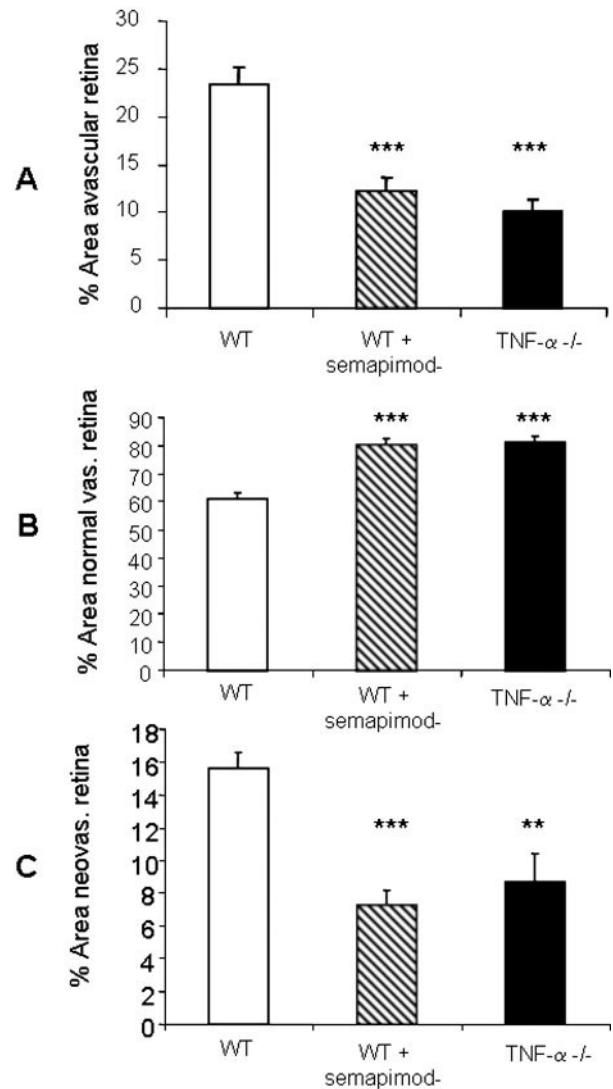 A
% Area avascular retina
30
25
20
15
10
5
0
***
***
WT
WT +
semapimod-
TNF-α -/-
B
% Area normal vas. retina
90
80
70
60
50
40
30
20
10
0
***
***
WT
WT +
semapimod-
TNF-α -/-
C
% Area neovas. retina
18
16
14
12
10
8
6
4
2
0
***
**
WT
WT +
semapimod-
TNF-α -/-